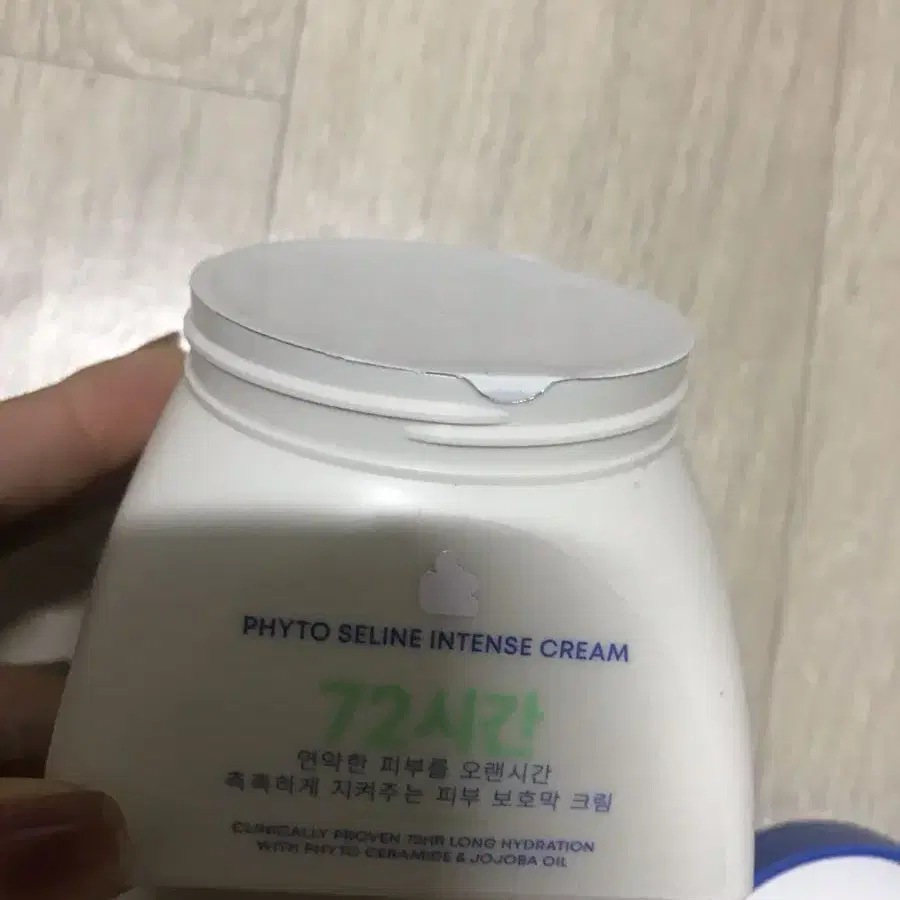 PHYTO SELINE INTENSE CREAM
72시간
연약한 피부를 오랜시간
촉촉하게 지켜주는 피부 보호막 크림
CLINICALLY PROVEN 72HR LONG HYDRATION
WITH PHYTO CERAMIDE & JOJOBA OIL